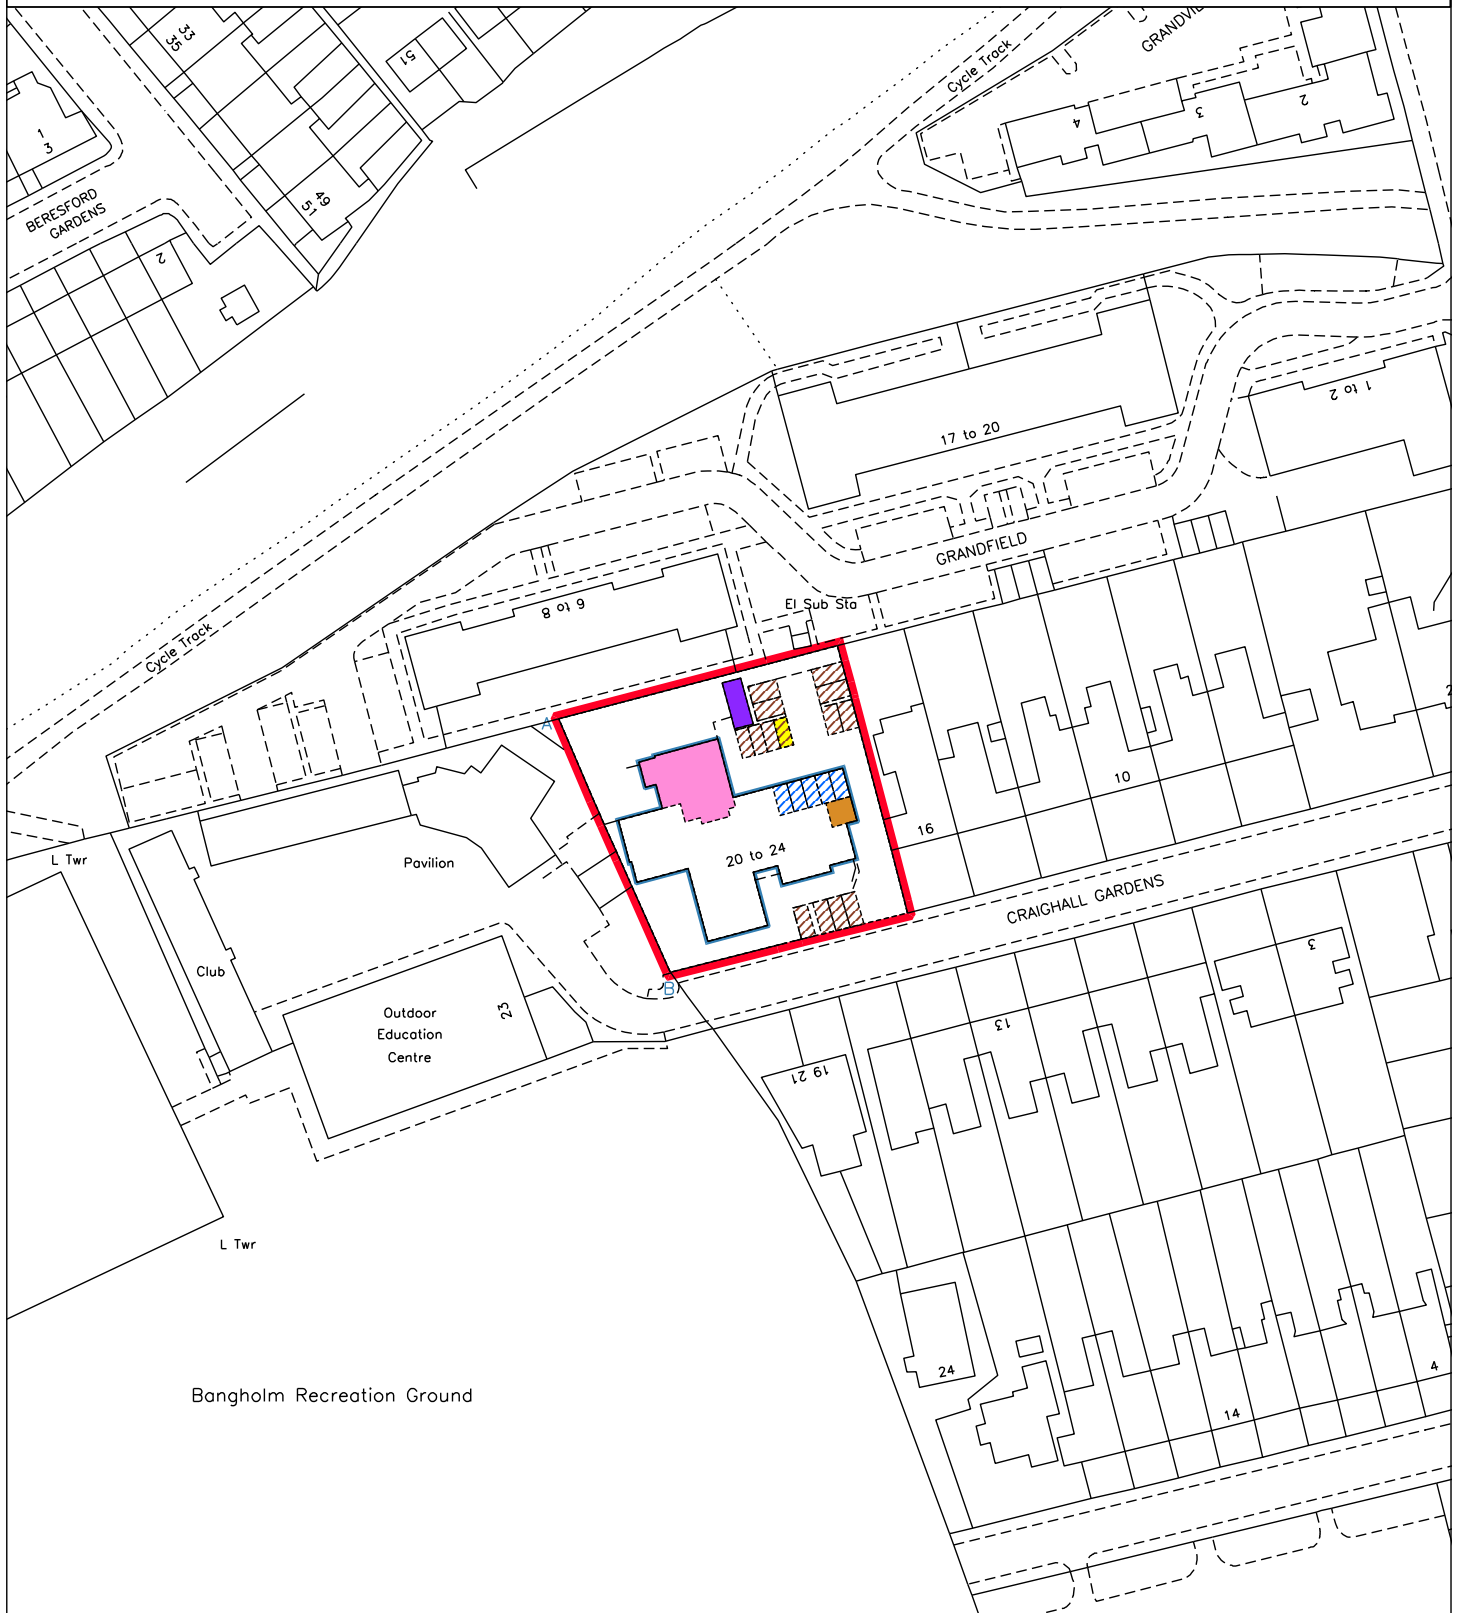 33
35
51
GRANDVI
Cycle Track
1
3
4
3
2
49
51
BERESFORD
GARDENS
2
1 to 2
17 to 20
GRANDFIELD
6 to 8
El Sub Sta
Cycle Track
A
10
16
L Twr
Pavilion
20 to 24
CRAIGHALL GARDENS
Club
3
B
23
Outdoor
Education
Centre
13
19 21
L Twr
24
4
Bangholm Recreation Ground
14